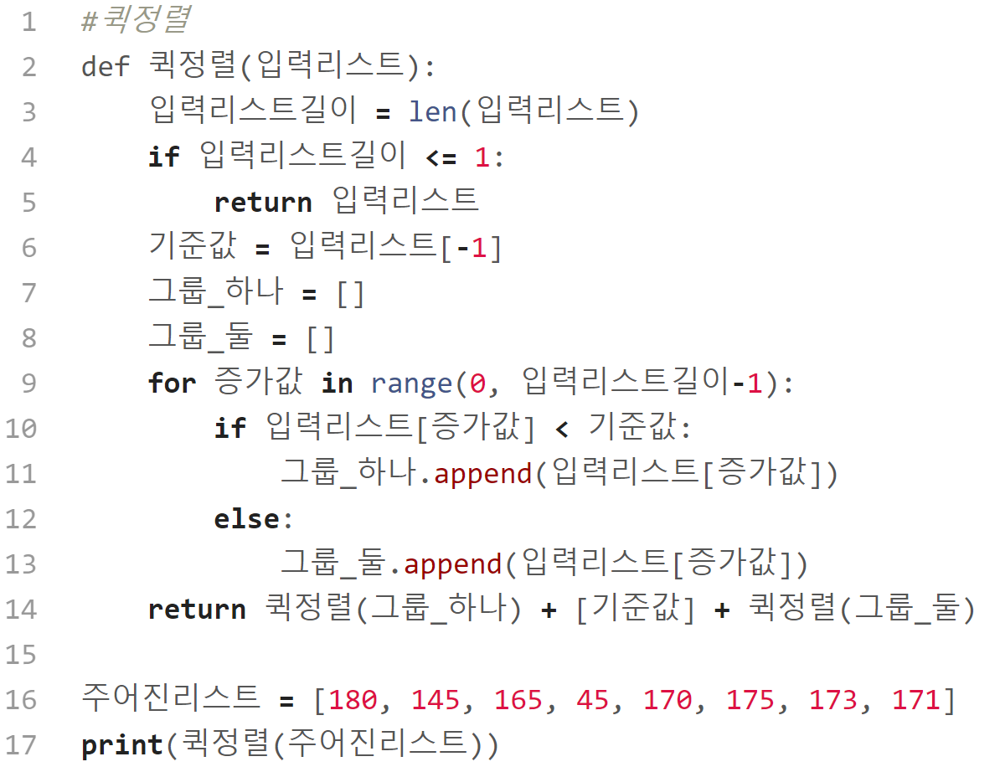 1 #퀵정렬
2 def 퀵정렬(입력리스트):
3     입력리스트길이 = len(입력리스트)
4     if 입력리스트길이 <= 1:
5         return 입력리스트
6     기준값 = 입력리스트[-1]
7     그룹_하나 = []
8     그룹_둘 = []
9     for 증가값 in range(0, 입력리스트길이-1):
10         if 입력리스트[증가값] < 기준값:
11             그룹_하나.append(입력리스트[증가값])
12         else:
13             그룹_둘.append(입력리스트[증가값])
14     return 퀵정렬(그룹_하나) + [기준값] + 퀵정렬(그룹_둘)
15
16 주어진리스트 = [180, 145, 165, 45, 170, 175, 173, 171]
17 print(퀵정렬(주어진리스트))